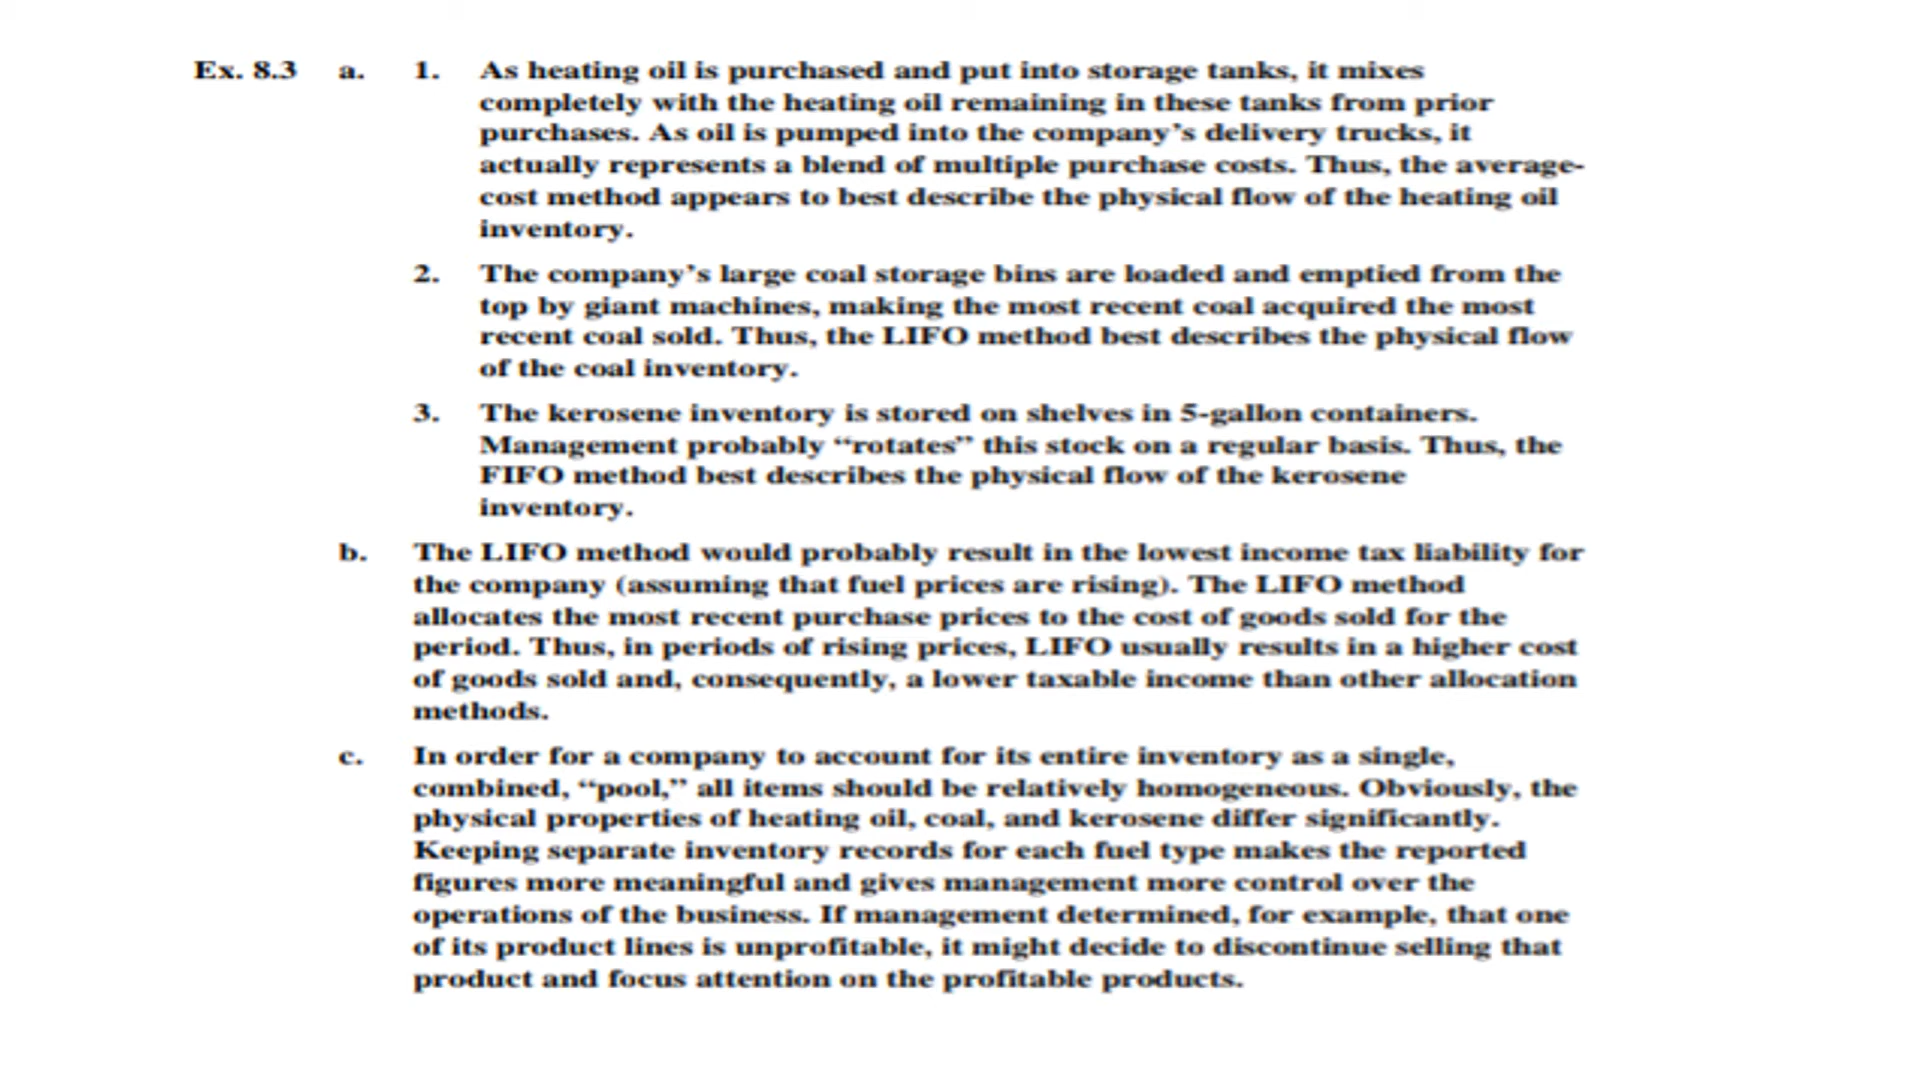 Ex. 8.3 a. 1. As heating oil is purchased and put into storage tanks, it mixes
completely with the heating oil remaining in these tanks from prior
purchases. As oil is pumped into the company’s delivery trucks, it
actually represents a blend of multiple purchase costs. Thus, the average-
cost method appears to best describe the physical flow of the heating oil
inventory.
2. The company’s large coal storage bins are loaded and emptied from the
top by giant machines, making the most recent coal acquired the most
recent coal sold. Thus, the LIFO method best describes the physical flow
of the coal inventory.
3. The kerosene inventory is stored on shelves in 5-gallon containers.
Management probably “rotates” this stock on a regular basis. Thus, the
FIFO method best describes the physical flow of the kerosene
inventory.
b. The LIFO method would probably result in the lowest income tax liability for
the company (assuming that fuel prices are rising). The LIFO method
allocates the most recent purchase prices to the cost of goods sold for the
period. Thus, in periods of rising prices, LIFO usually results in a higher cost
of goods sold and, consequently, a lower taxable income than other allocation
methods.
c. In order for a company to account for its entire inventory as a single,
combined, “pool,” all items should be relatively homogeneous. Obviously, the
physical properties of heating oil, coal, and kerosene differ significantly.
Keeping separate inventory records for each fuel type makes the reported
figures more meaningful and gives management more control over the
operations of the business. If management determined, for example, that one
of its product lines is unprofitable, it might decide to discontinue selling that
product and focus attention on the profitable products.